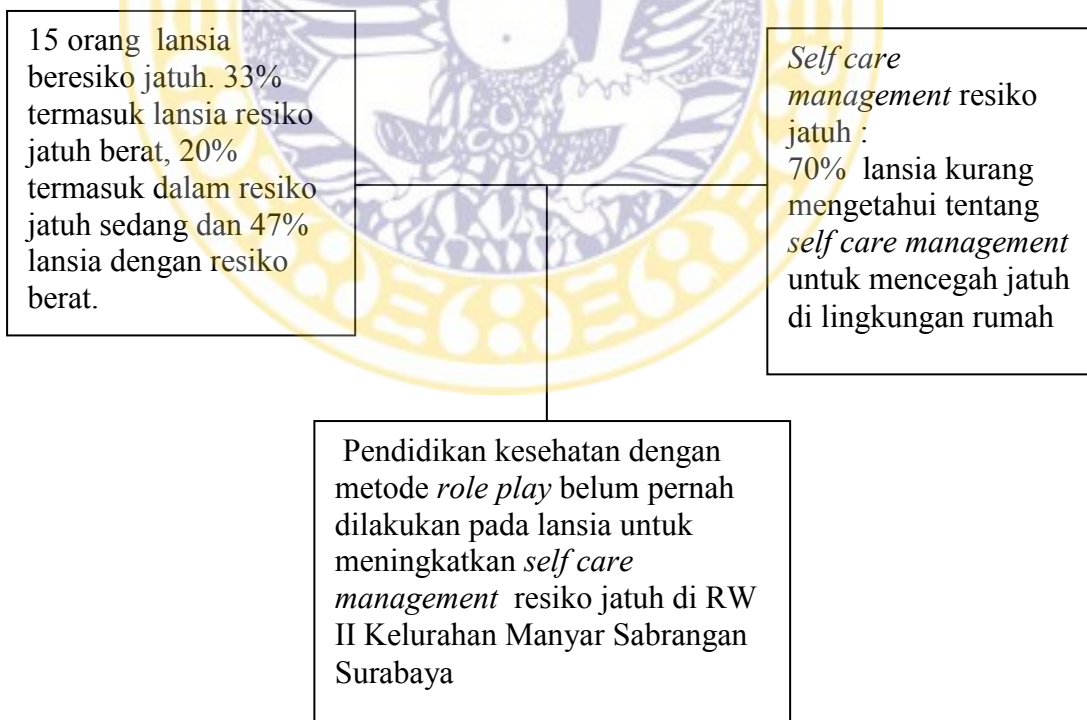 15 orang lansia
beresiko jatuh. 33%
termasuk lansia resiko
jatuh berat, 20%
termasuk dalam resiko
jatuh sedang dan 47%
lansia dengan resiko
berat.
Self care
management resiko
jatuh :
70% lansia kurang
mengetahui tentang
self care management
untuk mencegah jatuh
di lingkungan rumah
Pendidikan kesehatan dengan
metode role play belum pernah
dilakukan pada lansia untuk
meningkatkan self care
management resiko jatuh di RW
II Kelurahan Manyar Sabrangan
Surabaya